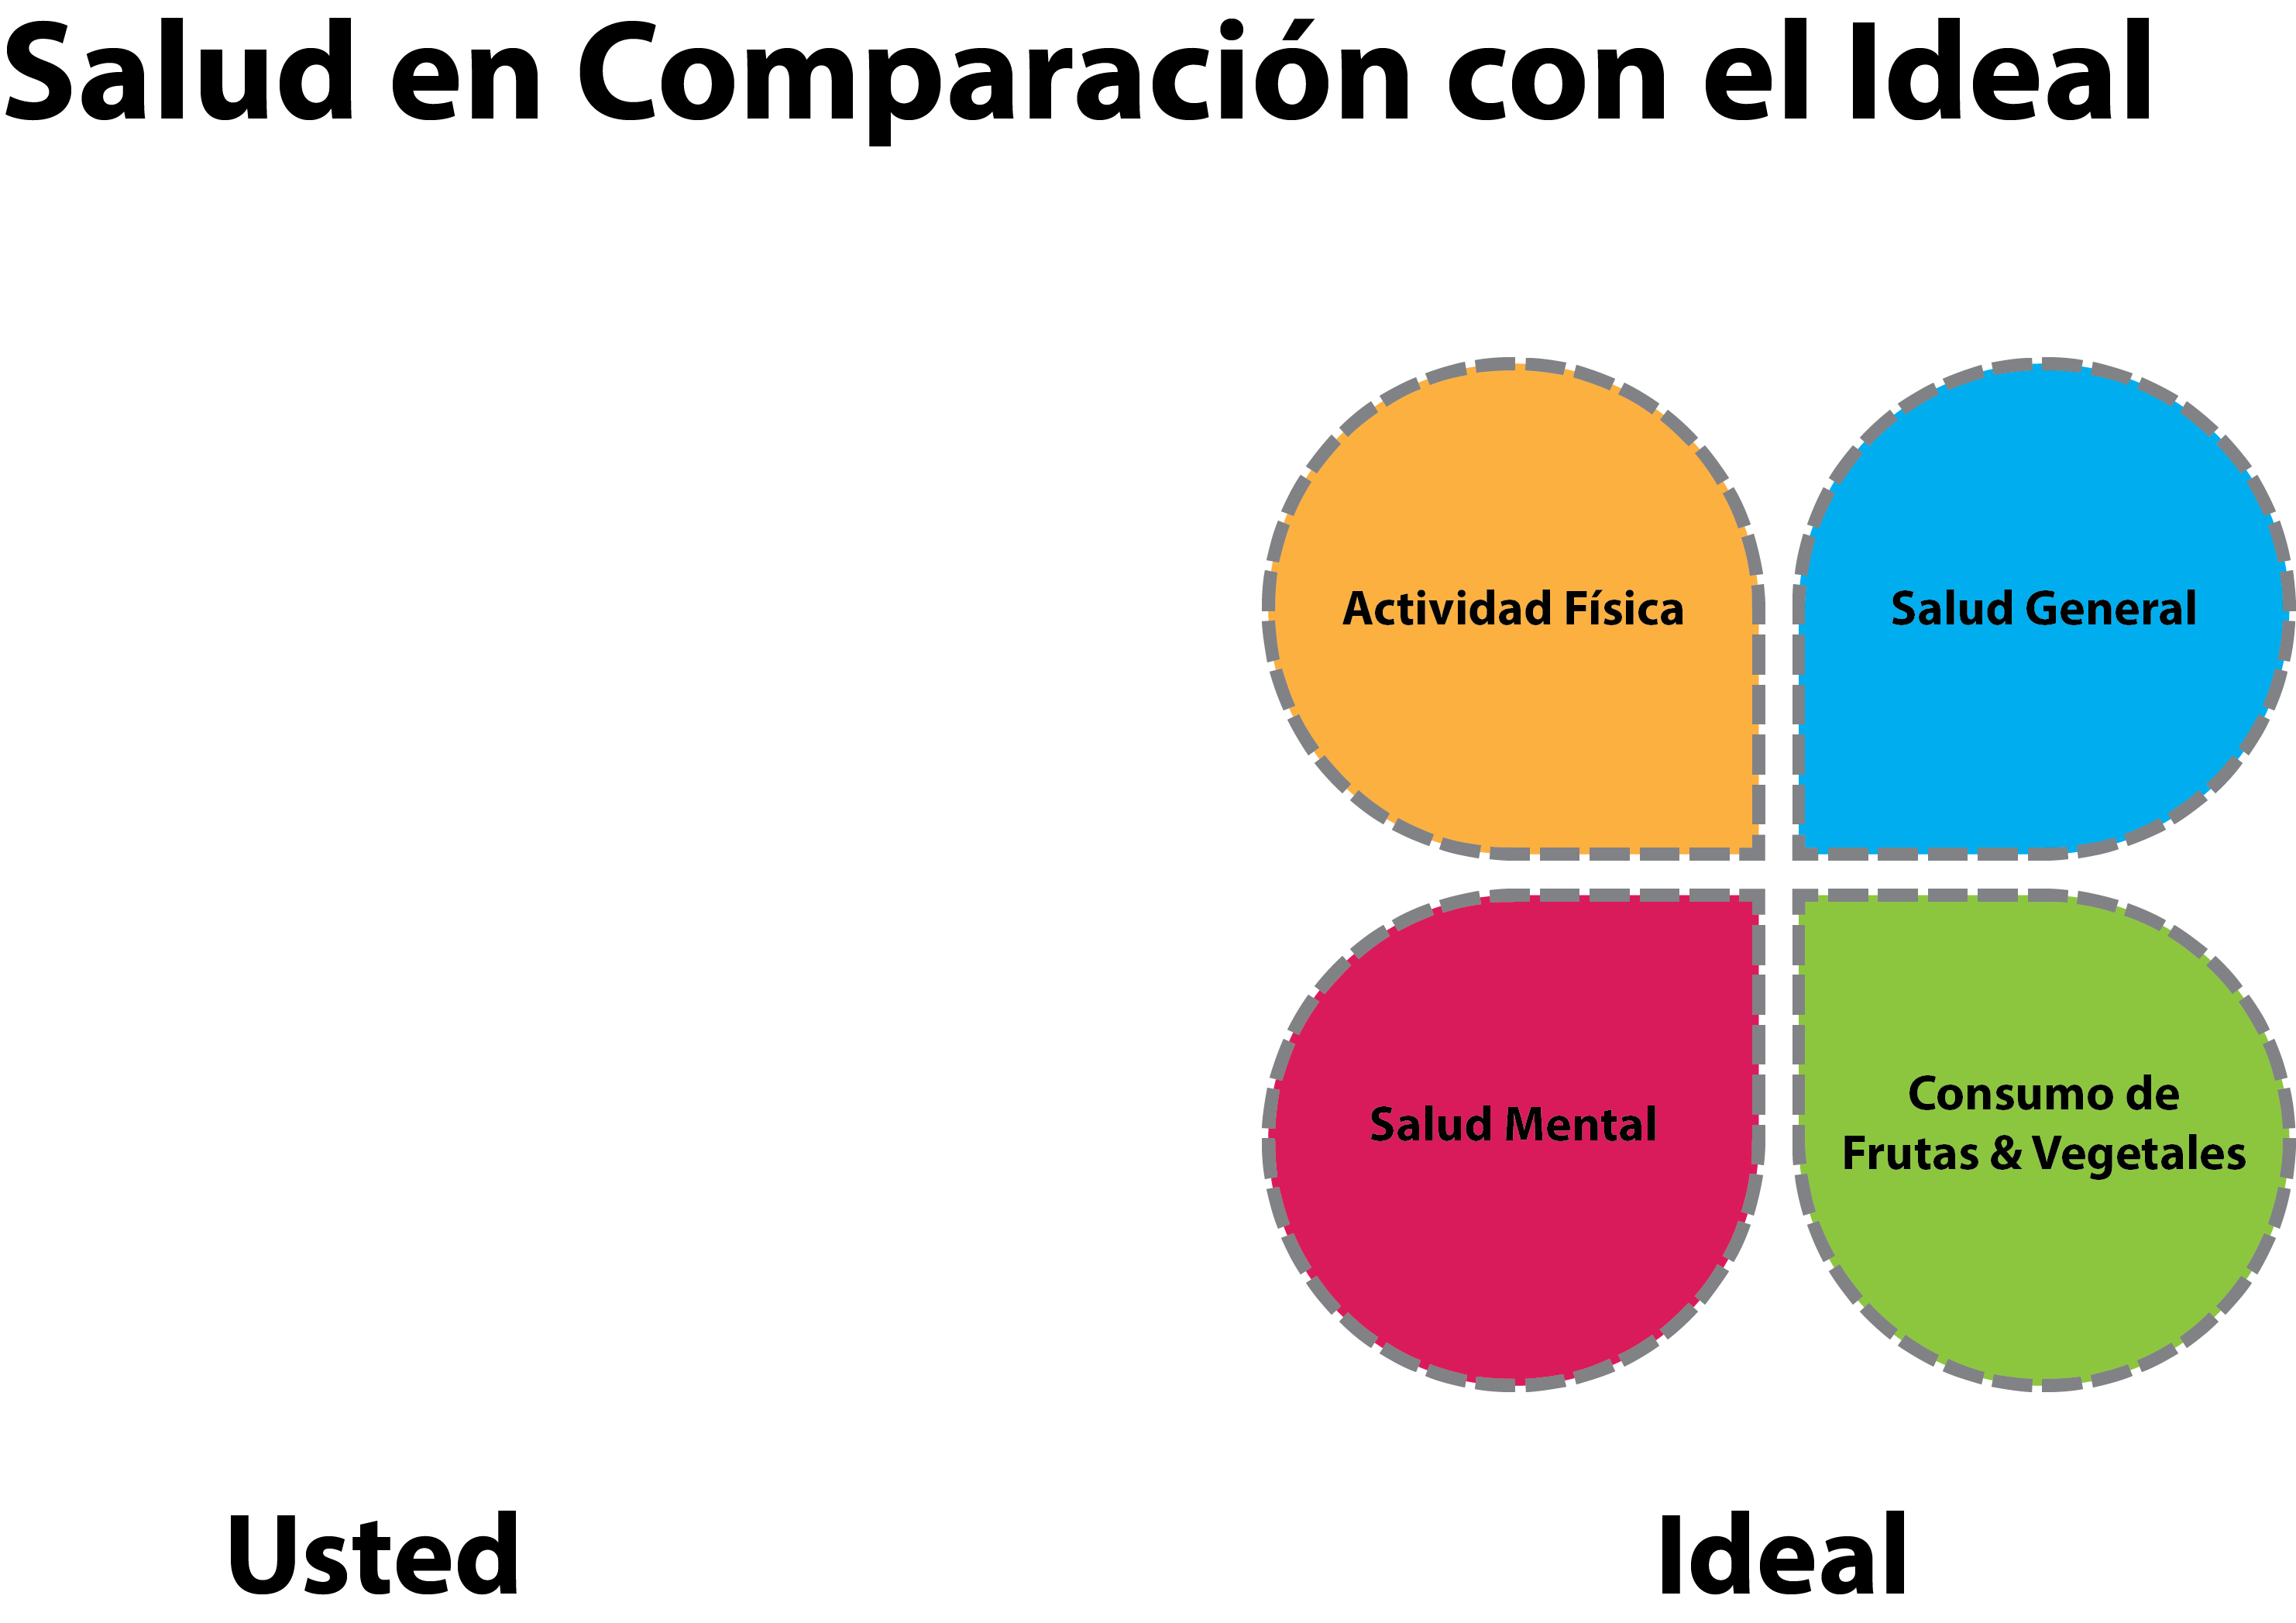 Salud en Comparación con el Ideal
Actividad Física
Salud General
Salud Mental
Consumo de
Frutas & Vegetales
Usted
Ideal